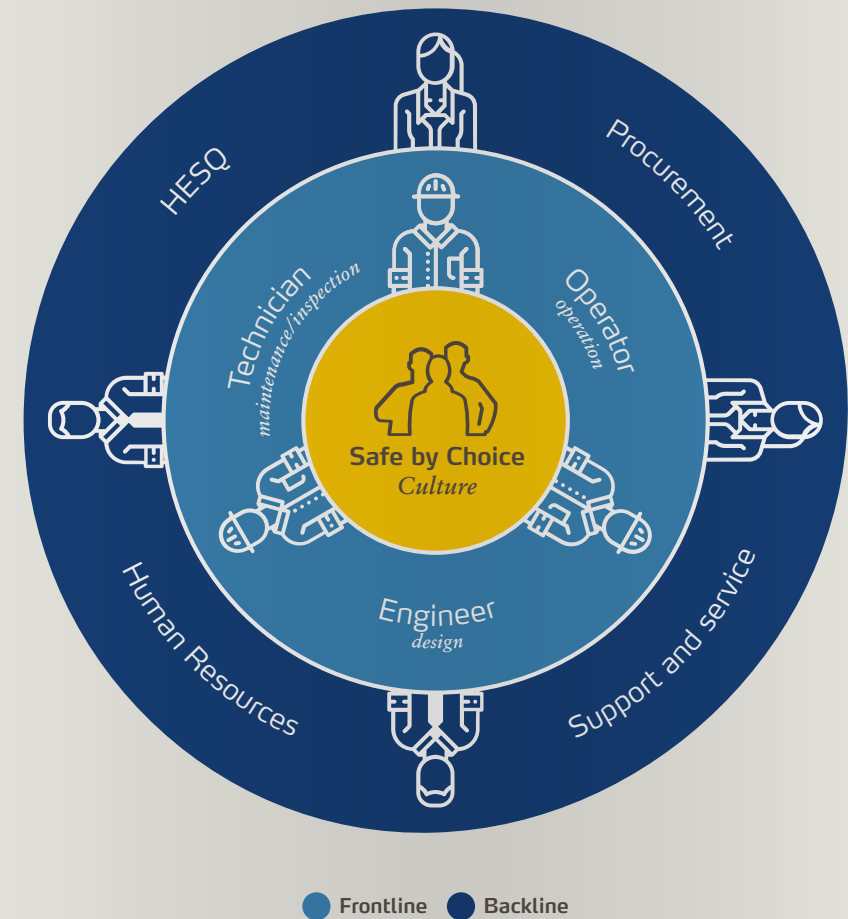 HESQ
Procurement
Technician
maintenance/inspection
Operator
operation
Safe by Choice
Culture
Engineer
design
Human Resources
Support and service
Frontline
Backline